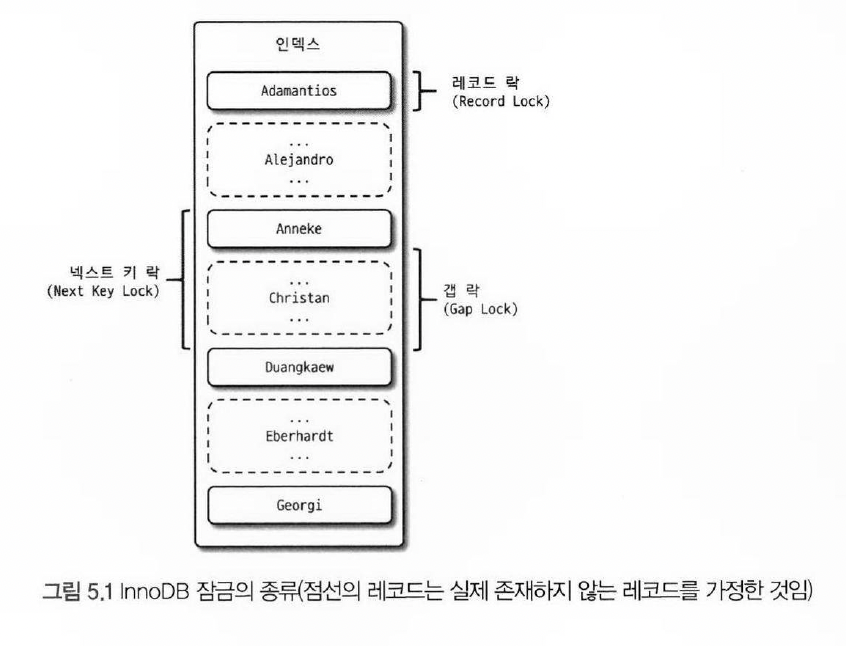 인덱스
Adamantios
레코드 락
(Record Lock)
...
Alejandro
...
Anneke
넥스트 키 락
(Next Key Lock)
...
Christan
...
갭 락
(Gap Lock)
Duangkaew
...
Eberhardt
...
Georgi
그림 5.1 InnoDB 잠금의 종류(점선의 레코드는 실제 존재하지 않는 레코드를 가정한 것임)